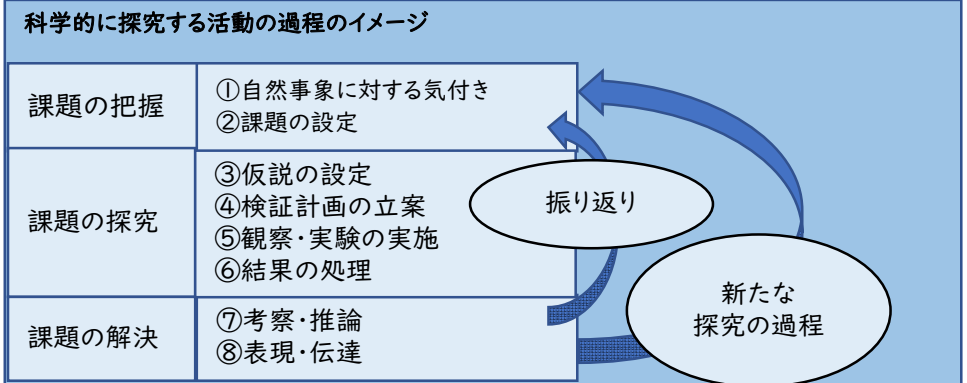 科学的に探究する活動の過程のイメージ
課題の把握
①自然事象に対する気付き
②課題の設定
課題の探究
③仮説の設定
④検証計画の立案
⑤観察・実験の実施
⑥結果の処理
課題の解決
⑦考察・推論
⑧表現・伝達
振り返り
新たな
探究の過程